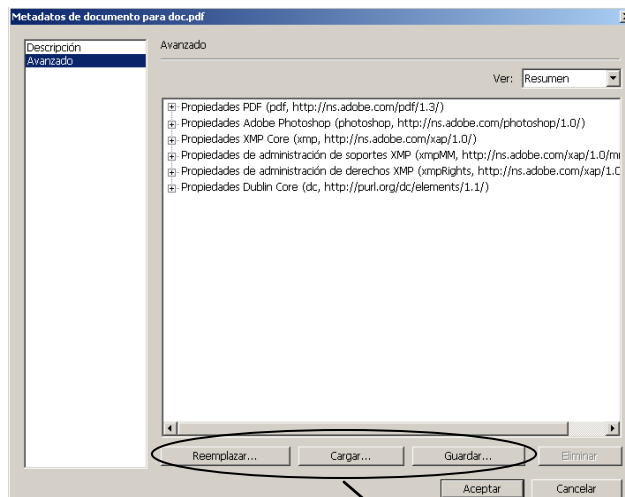 Metadatos de documento para doc.pdf
Descripción
Avanzado
Avanzado
Ver: Resumen
Propiedades PDF (pdf, http://ns.adobe.com/pdf/1.3/)
Propiedades Adobe Photoshop (photoshop, http://ns.adobe.com/photoshop/1.0/)
Propiedades XMP Core (xmp, http://ns.adobe.com/xap/1.0/)
Propiedades de administración de soportes XMP (xmpMM, http://ns.adobe.com/xap/1.0/m
Propiedades de administración de derechos XMP (xmpRights, http://ns.adobe.com/xap/1.0
Propiedades Dublin Core (dc, http://purl.org/dc/elements/1.1/)
Reemplazar... Cargar... Guardar... Eliminar
Aceptar Cancelar